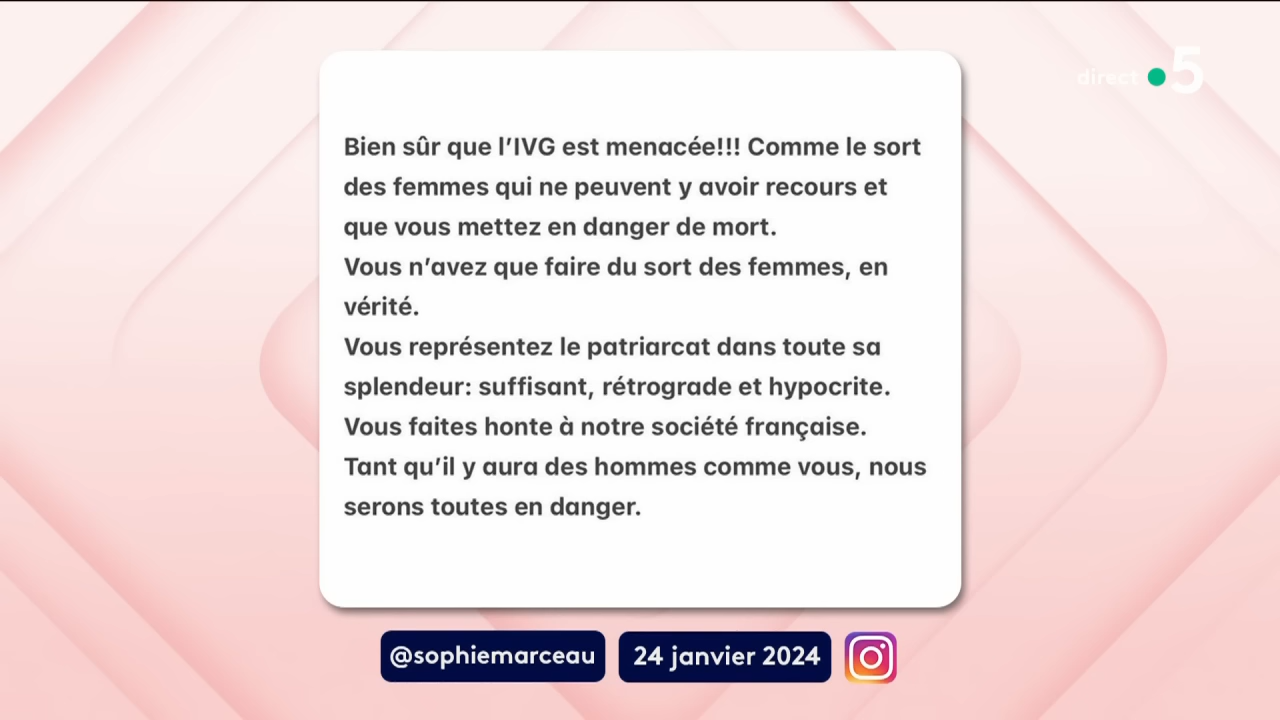 direct 5
Bien sûr que l’IVG est menacée!!! Comme le sort
des femmes qui ne peuvent y avoir recours et
que vous mettez en danger de mort.
Vous n’avez que faire du sort des femmes, en
vérité.
Vous représentez le patriarcat dans toute sa
splendeur: suffisant, rétrograde et hypocrite.
Vous faites honte à notre société française.
Tant qu’il y aura des hommes comme vous, nous
serons toutes en danger.
@sophiemarceau 24 janvier 2024